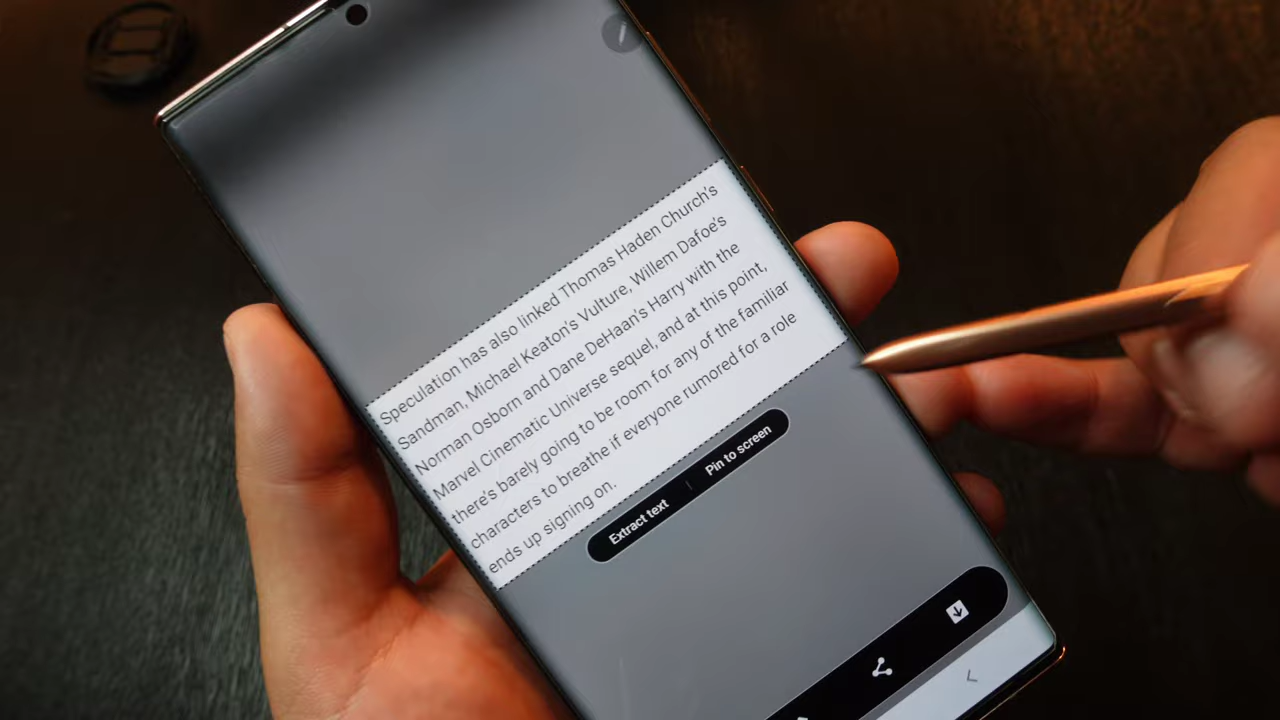 Speculation has also linked Thomas Haden Church's
Sandman, Michael Keaton's Vulture, Willem Dafoe's
Norman Osborn and Dane DeHaan's Harry with the
Marvel Cinematic Universe sequel, and at this point,
there's barely going to be room for any of the familiar
characters to breathe if everyone rumored for a role
ends up signing on.
Extract text | Pin to screen